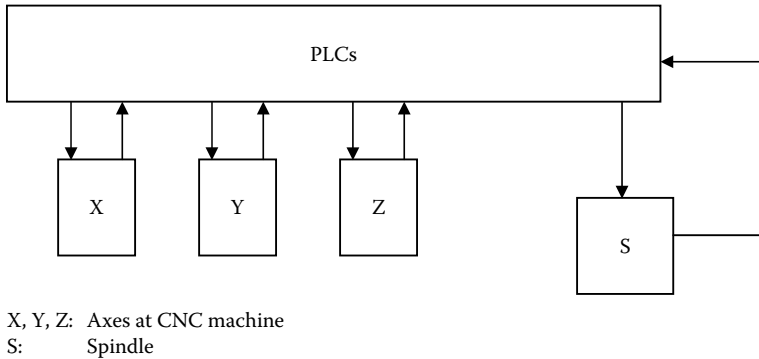 PLCs
X
Y
Z
S
X, Y, Z: Axes at CNC machine
S: Spindle